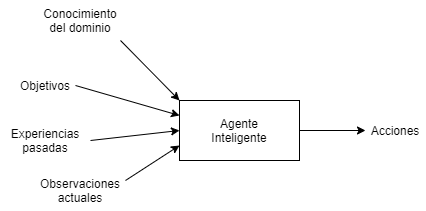 Conocimiento
del dominio
Objetivos
Experiencias
pasadas
Observaciones
actuales
Agente
Inteligente
Acciones